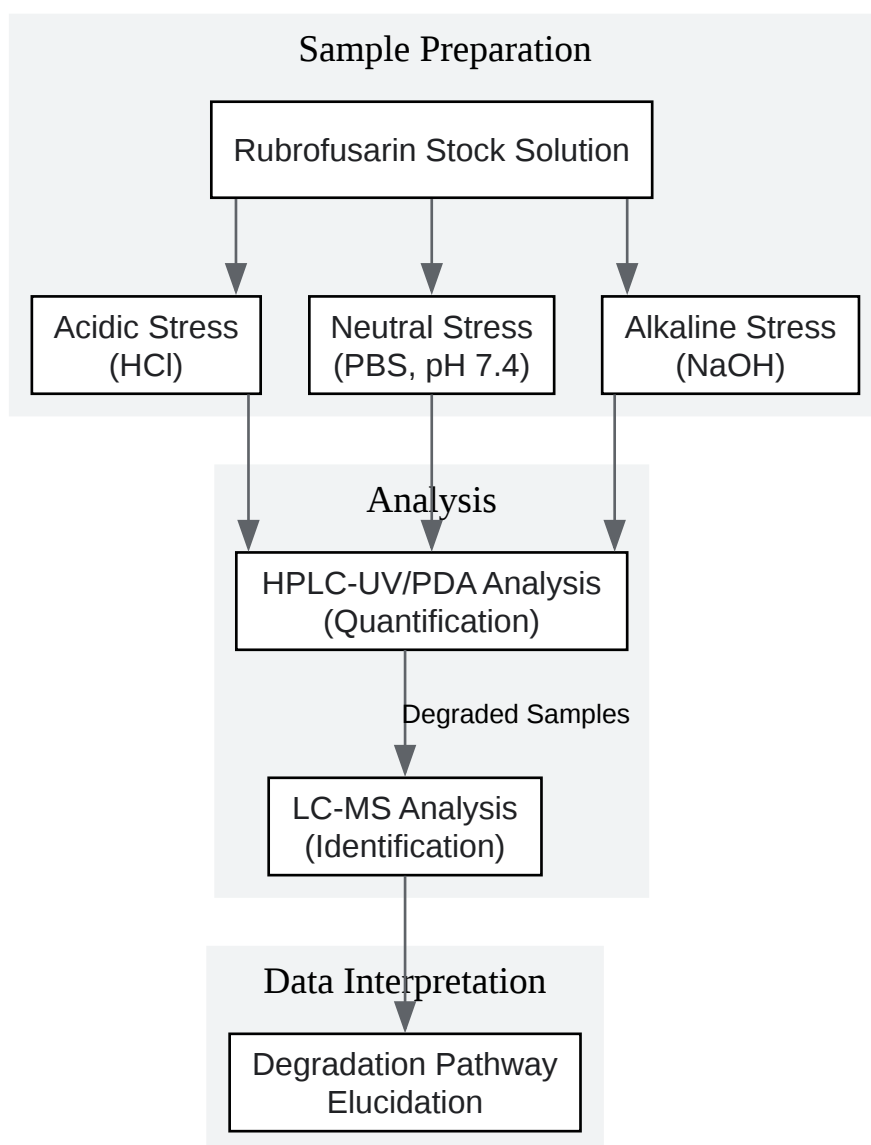 Sample Preparation
Rubrofusarin Stock Solution
Acidic Stress
(HCl)
Neutral Stress
(PBS, pH 7.4)
Alkaline Stress
(NaOH)
Analysis
HPLC-UV/PDA Analysis
(Quantification)
Degraded Samples
LC-MS Analysis
(Identification)
Data Interpretation
Degradation Pathway
Elucidation